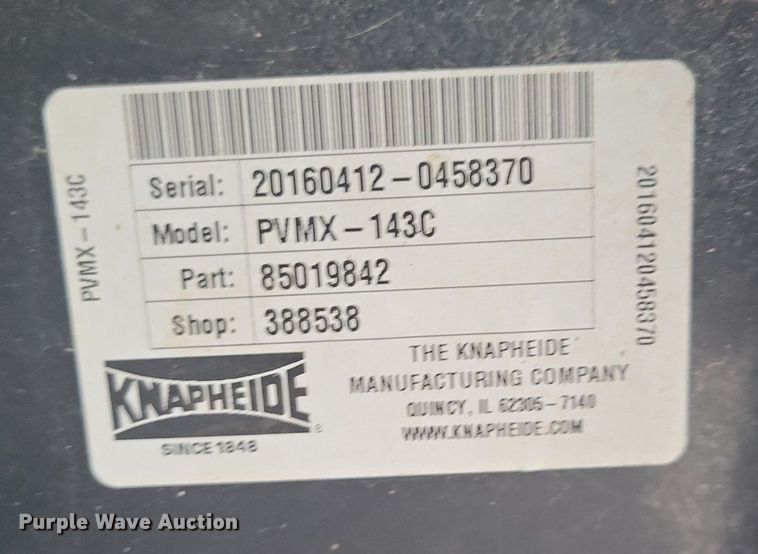 Serial: 20160412-0458370
Model: PVMX-143C
Part: 85019842
Shop: 388538
PVMX-143C
201604120458370
KNAPHEIDE®
SINCE 1848
THE KNAPHEIDE
MANUFACTURING COMPANY
QUINCY, IL 62305-7140
WWW.KNAPHEIDE.COM
Purple Wave Auction